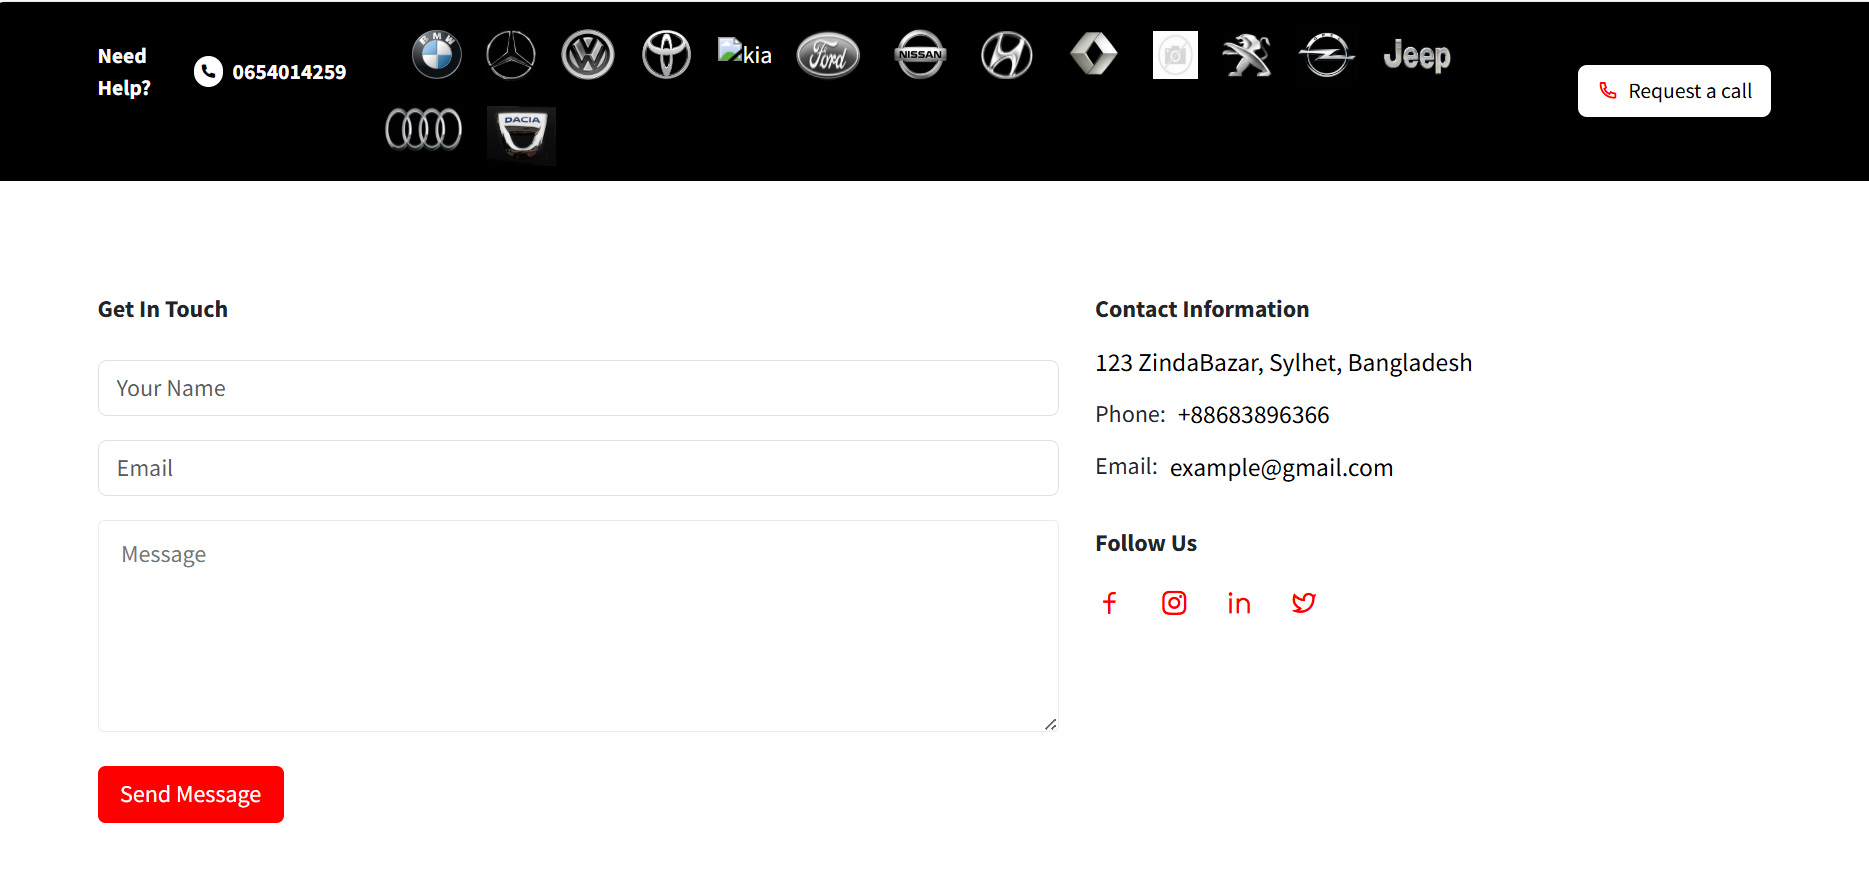 Need
Help?
0654014259
BMW
kia
Ford
NISSAN
Jeep
DACIA
Request a call
Get In Touch
Your Name
Email
Message
Send Message
Contact Information
123 ZindaBazar, Sylhet, Bangladesh
Phone: +88683896366
Email: example@gmail.com
Follow Us